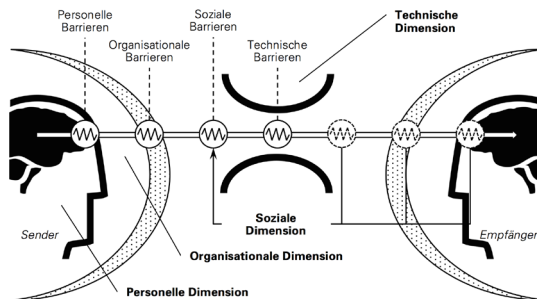 Personelle
Barrieren
Organisationale
Barrieren
Soziale
Barrieren
Technische
Barrieren
Technische
Dimension
Sender
Soziale
Dimension
Empfänger
Organisationale Dimension
Personelle Dimension